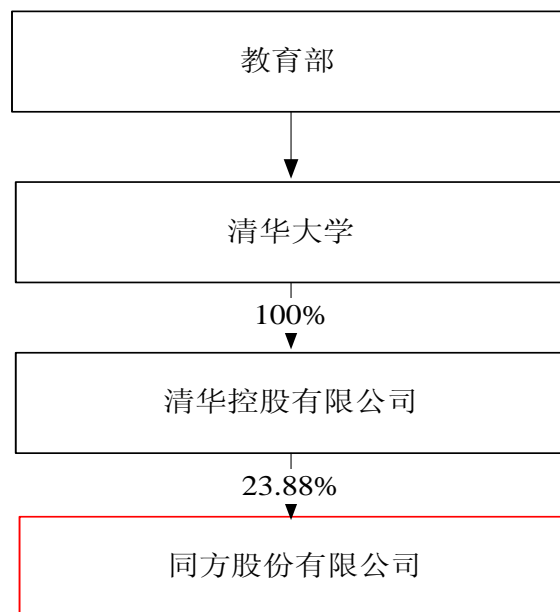 教育部
清华大学
100%
清华控股有限公司
23.88%
同方股份有限公司